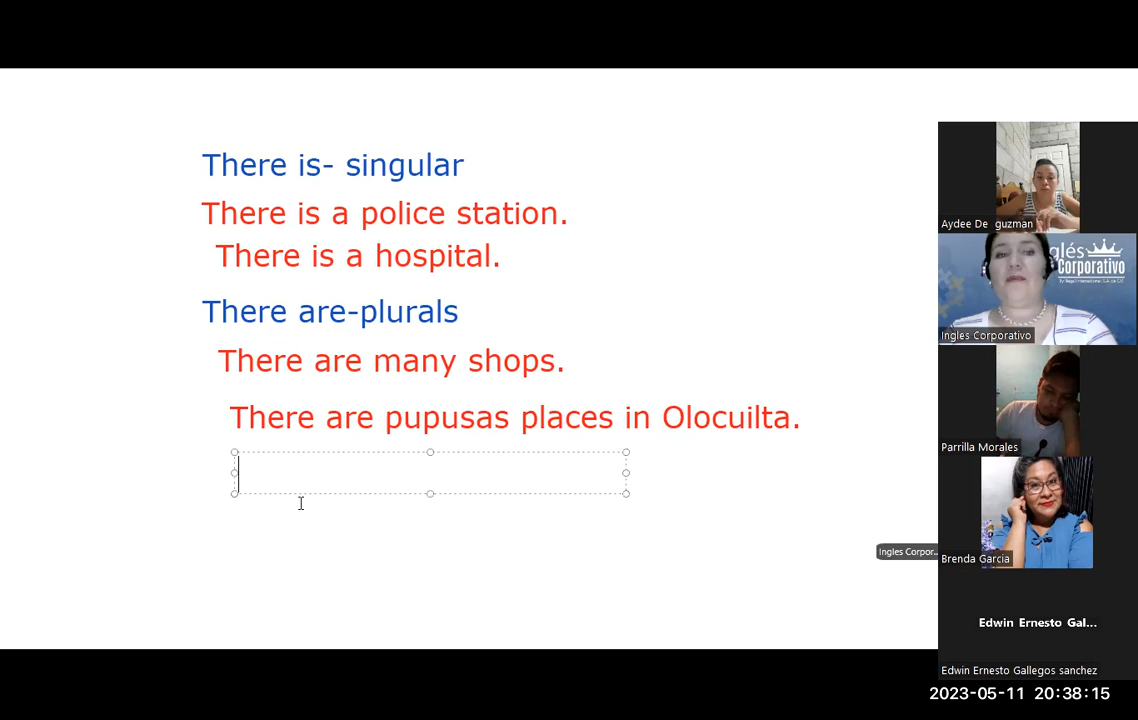 There is- singular
There is a police station.
There is a hospital.
There are-plurals
There are many shops.
There are pupusas places in Olocuilta.
Aydee De guzman
glés
Corporativo
Ingles Corporativo
Parrilla Morales
Ingles Corpor...
Brenda Garcia
Edwin Ernesto Gal...
Edwin Ernesto Gallegos sanchez
2023-05-11 20:38:15